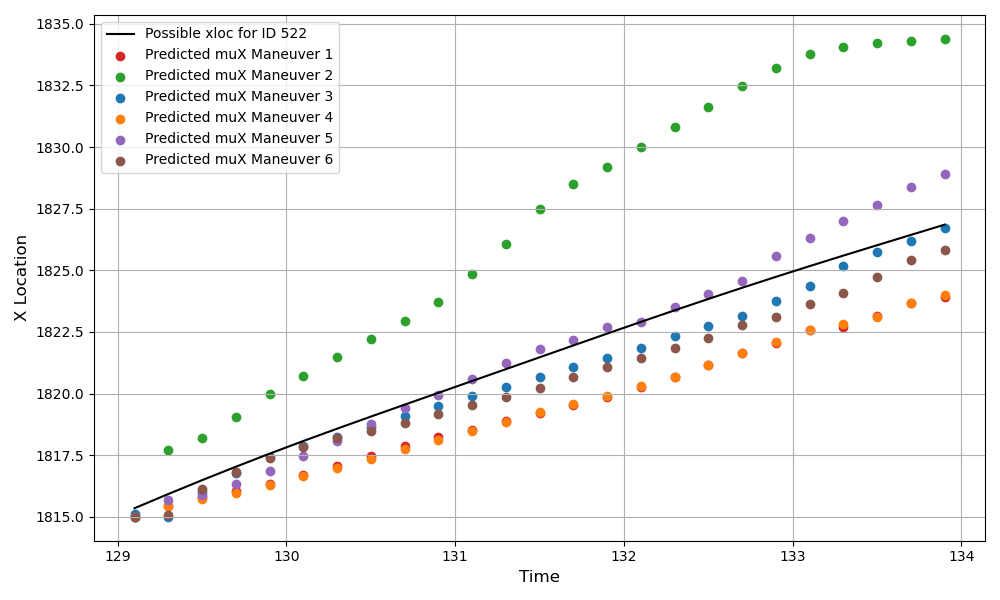 1835.0
1832.5
1830.0
1827.5
1825.0
1822.5
1820.0
1817.5
1815.0
X Location
Possible xloc for ID 522
Predicted muX Maneuver 1
Predicted muX Maneuver 2
Predicted muX Maneuver 3
Predicted muX Maneuver 4
Predicted muX Maneuver 5
Predicted muX Maneuver 6
129 130 131 132 133 134
Time